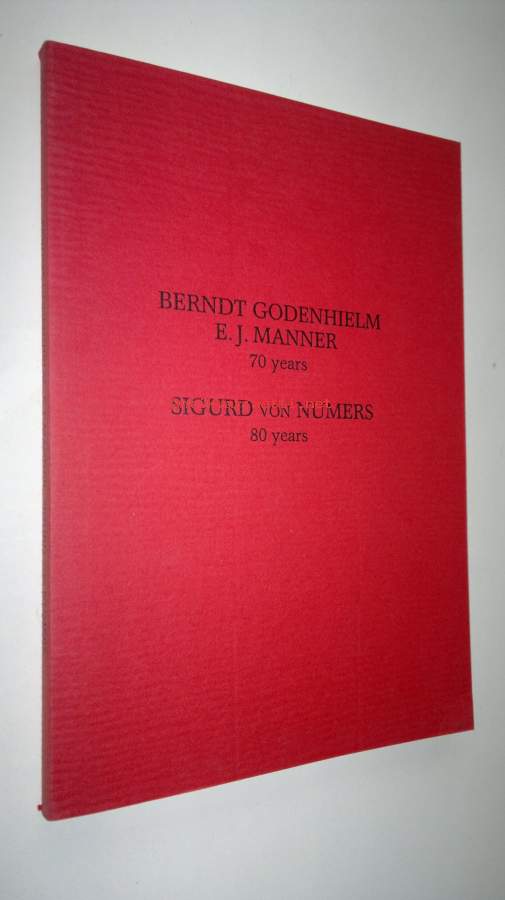 BERNDT GODENHIELM
E. J. MANNER
70 years
SIGURD VON NUMERS
80 years